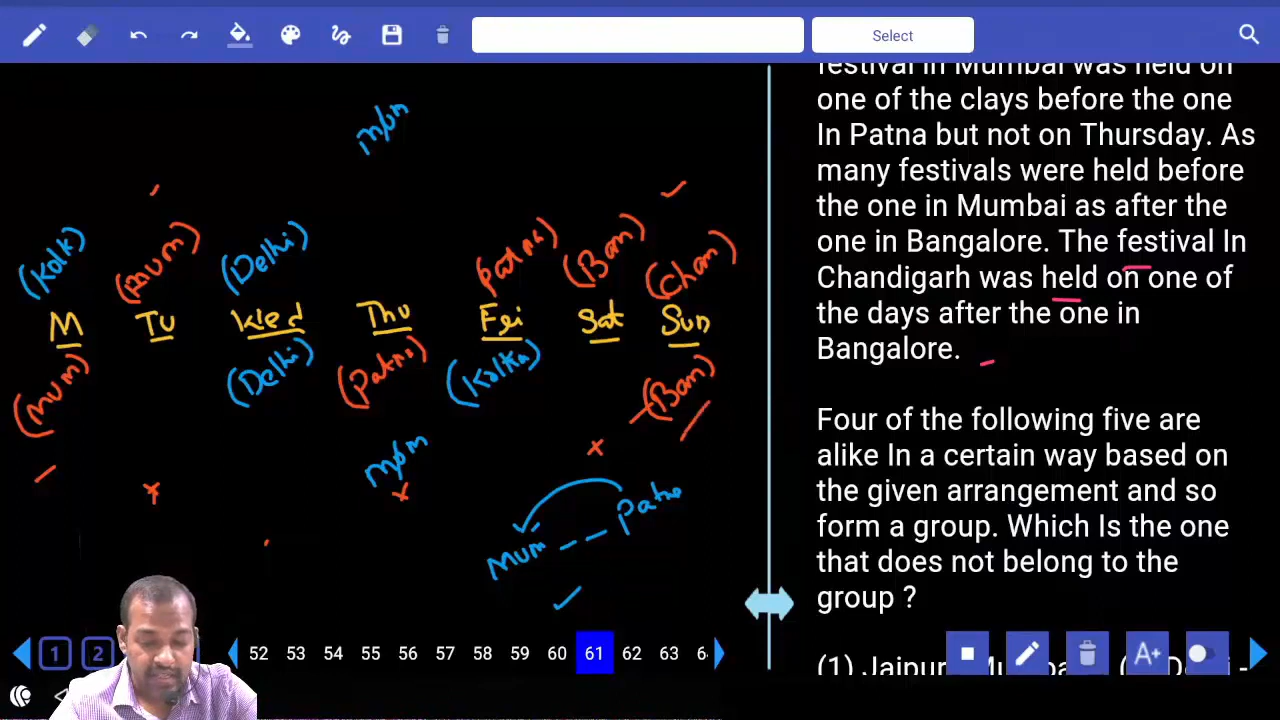 Select
festival in Mumbai was held on
one of the clays before the one
In Patna but not on Thursday. As
many festivals were held before
the one in Mumbai as after the
one in Bangalore. The festival In
Chandigarh was held on one of
the days after the one in
Bangalore.
Four of the following five are
alike In a certain way based on
the given arrangement and so
form a group. Which Is the one
that does not belong to the
group ?
(Kolk) (Mum) (Delhi) Patna) (Ban) (Chan)
M Tu Wed Thu Fri Sat Sun
(Mum) (Delhi) (Patna) (Kolka) (Ban)
Mum _ _ Patna
1 2 52 53 54 55 56 57 58 59 60 61 62 63 6
A+